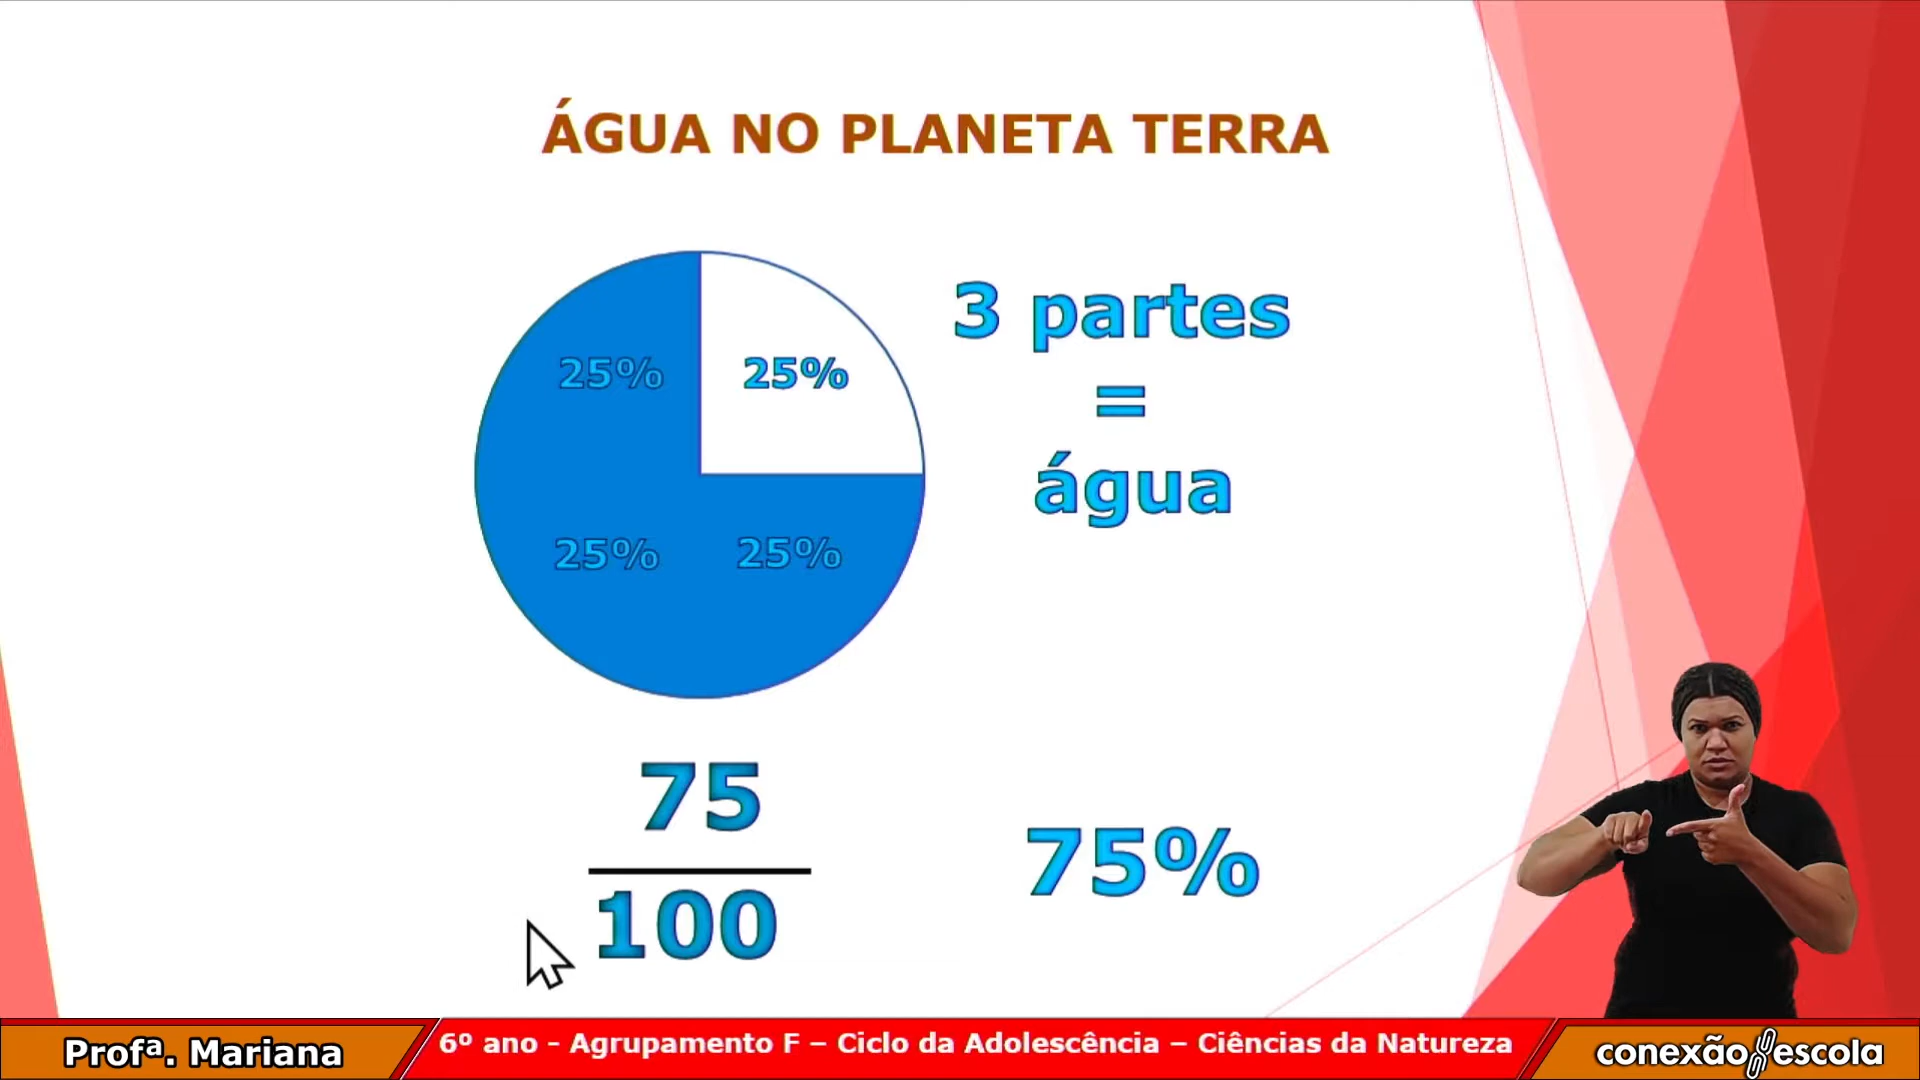 ÁGUA NO PLANETA TERRA
25%
25%
25%
25%
3 partes
=
água
75
100
75%
Profª. Mariana
6º ano - Agrupamento F – Ciclo da Adolescência – Ciências da Natureza
conexão escola